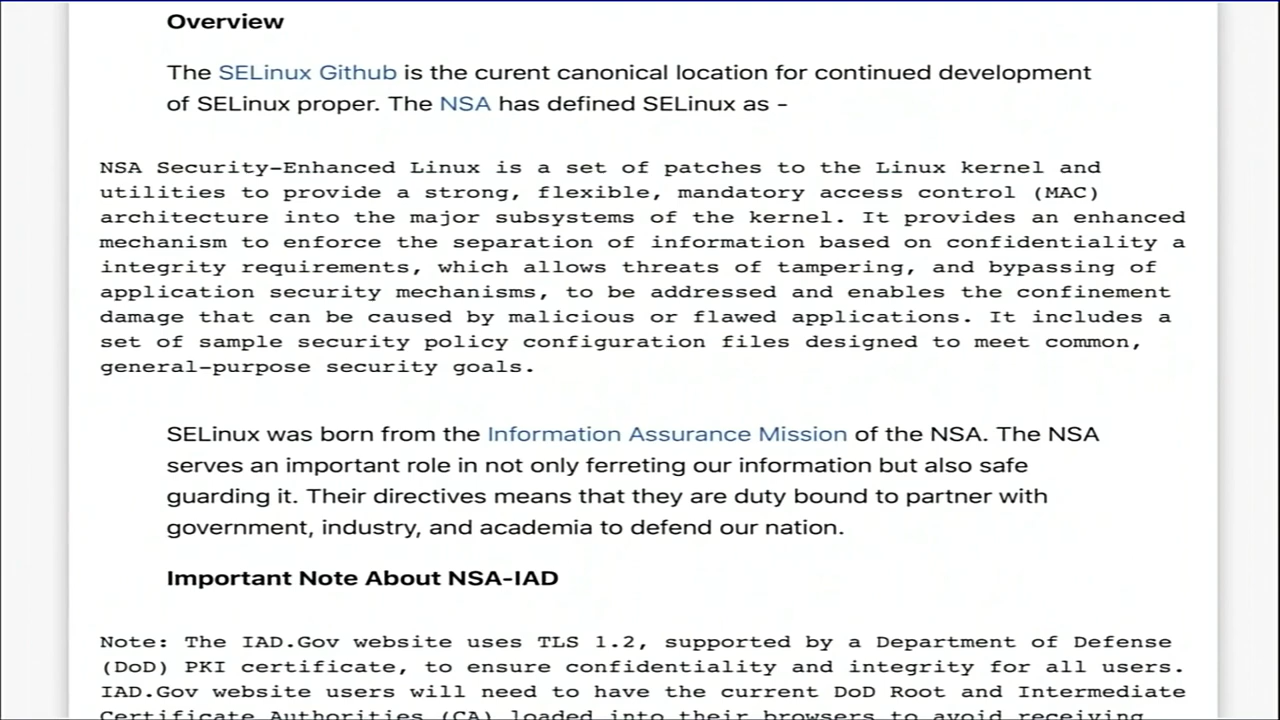 Overview
The SELinux Github is the curent canonical location for continued development
of SELinux proper. The NSA has defined SELinux as -
NSA Security-Enhanced Linux is a set of patches to the Linux kernel and
utilities to provide a strong, flexible, mandatory access control (MAC)
architecture into the major subsystems of the kernel. It provides an enhanced
mechanism to enforce the separation of information based on confidentiality a
integrity requirements, which allows threats of tampering, and bypassing of
application security mechanisms, to be addressed and enables the confinement
damage that can be caused by malicious or flawed applications. It includes a
set of sample security policy configuration files designed to meet common,
general-purpose security goals.
SELinux was born from the Information Assurance Mission of the NSA. The NSA
serves an important role in not only ferreting our information but also safe
guarding it. Their directives means that they are duty bound to partner with
government, industry, and academia to defend our nation.
Important Note About NSA-IAD
Note: The IAD.Gov website uses TLS 1.2, supported by a Department of Defense
(DoD) PKI certificate, to ensure confidentiality and integrity for all users.
IAD.Gov website users will need to have the current DoD Root and Intermediate
Certificate Authorities (CA) loaded into their browsers to avoid receiving